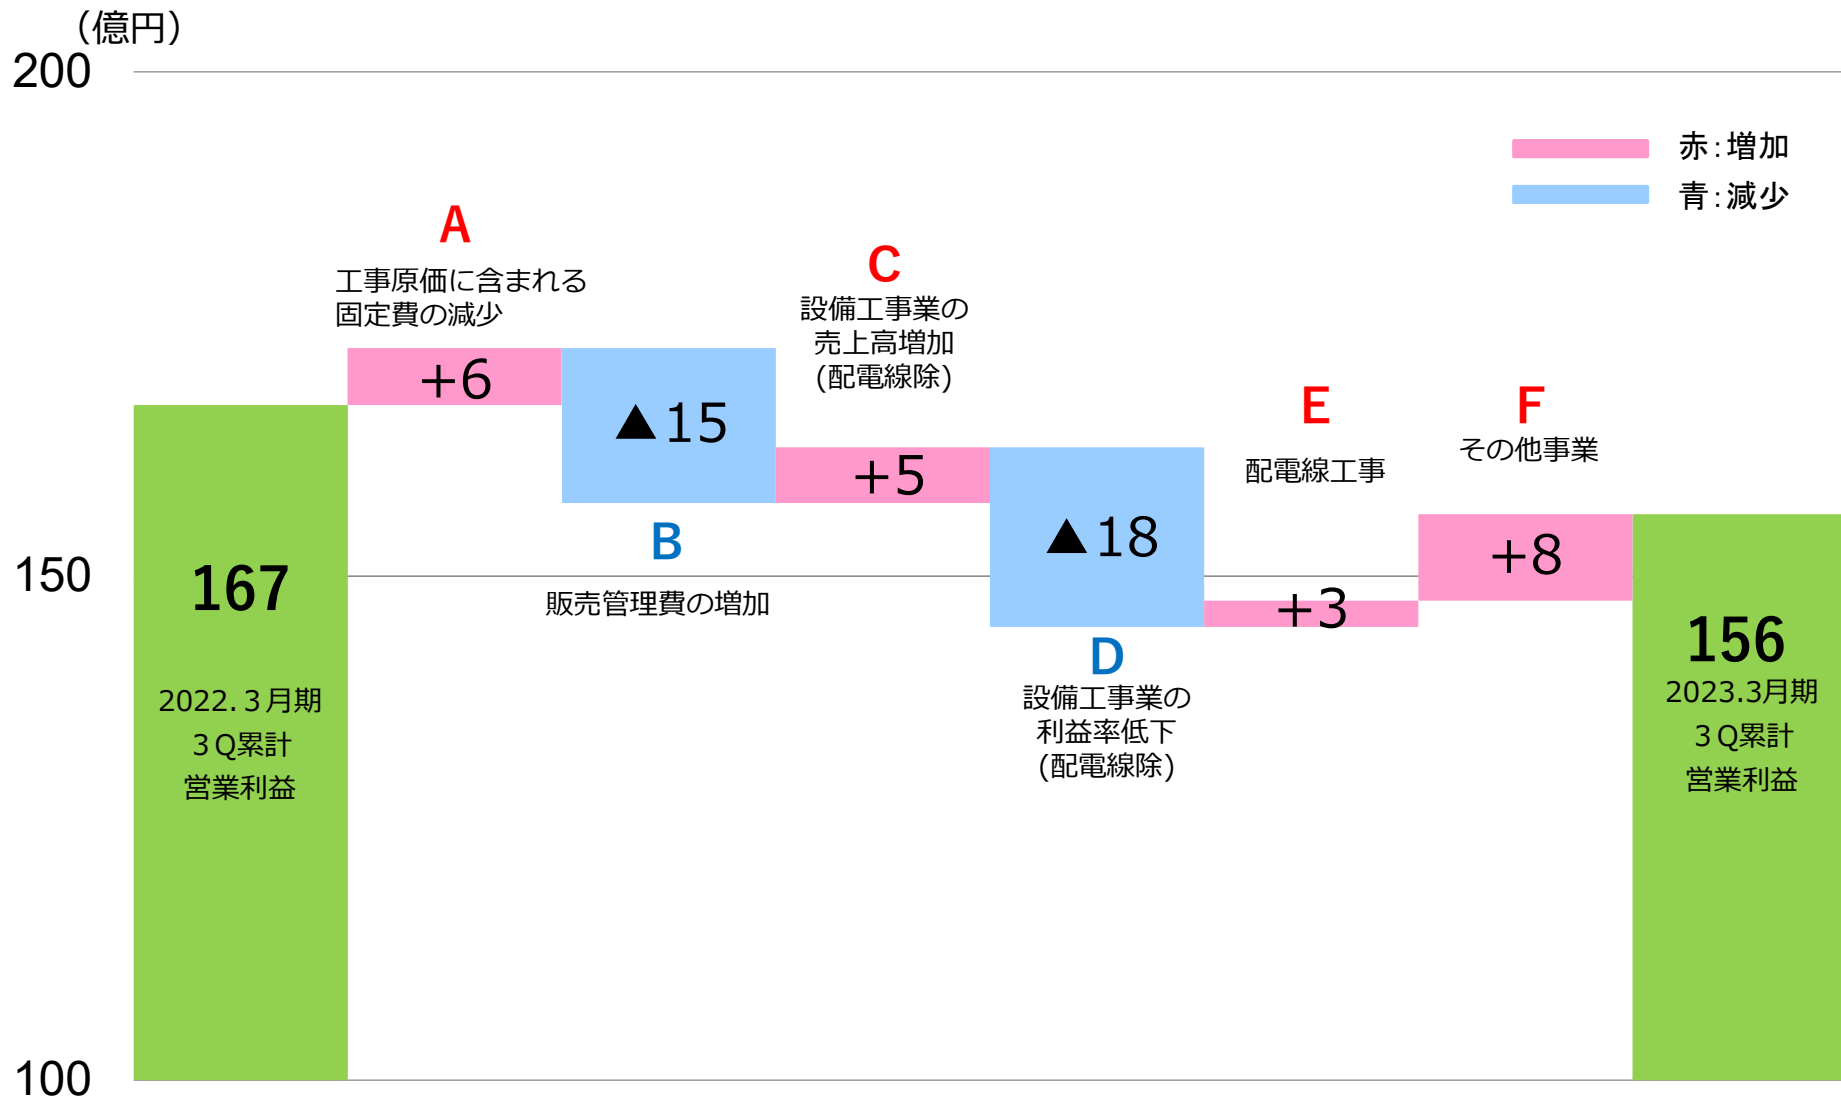 （億円）
200
赤：増加
青：減少
A
工事原価に含まれる
固定費の減少
+6
▲15
B
販売管理費の増加
C
設備工事業の
売上高増加
(配電線除)
+5
▲18
D
設備工事業の
利益率低下
(配電線除)
E
配電線工事
+3
F
その他事業
+8
150
167
2022.３月期
３Q累計
営業利益
156
2023.3月期
３Q累計
営業利益
100